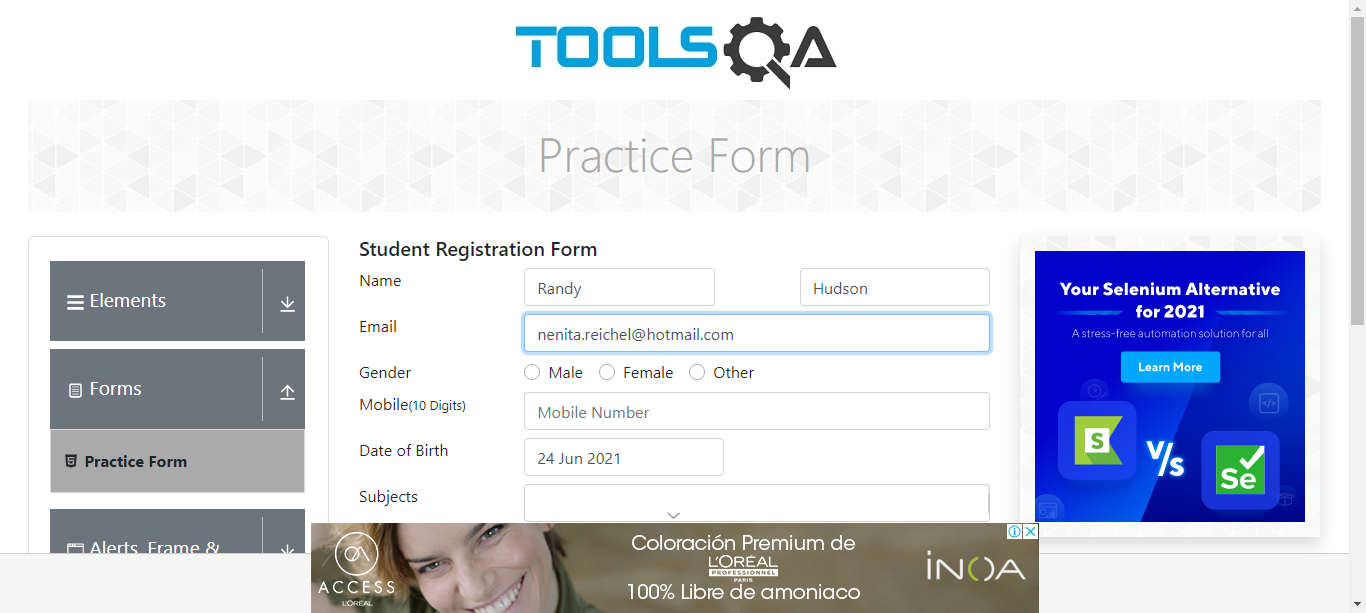 TOOLSQA
Practice Form
Elements
Forms
Practice Form
Alerts, Frame &
Student Registration Form
Name
Randy
Hudson
Email
nenita.reichel@hotmail.com
Gender
Male
Female
Other
Mobile(10 Digits)
Mobile Number
Date of Birth
24 Jun 2021
Subjects
Your Selenium Alternative
for 2021
A stress-free automation solution for all
Learn More
S
V/s
Se
ACCESS
L'ORÉAL
Coloración Premium de
L'ORÉAL
PROFESSIONNEL
PARIS
100% Libre de amoniaco
iNOA